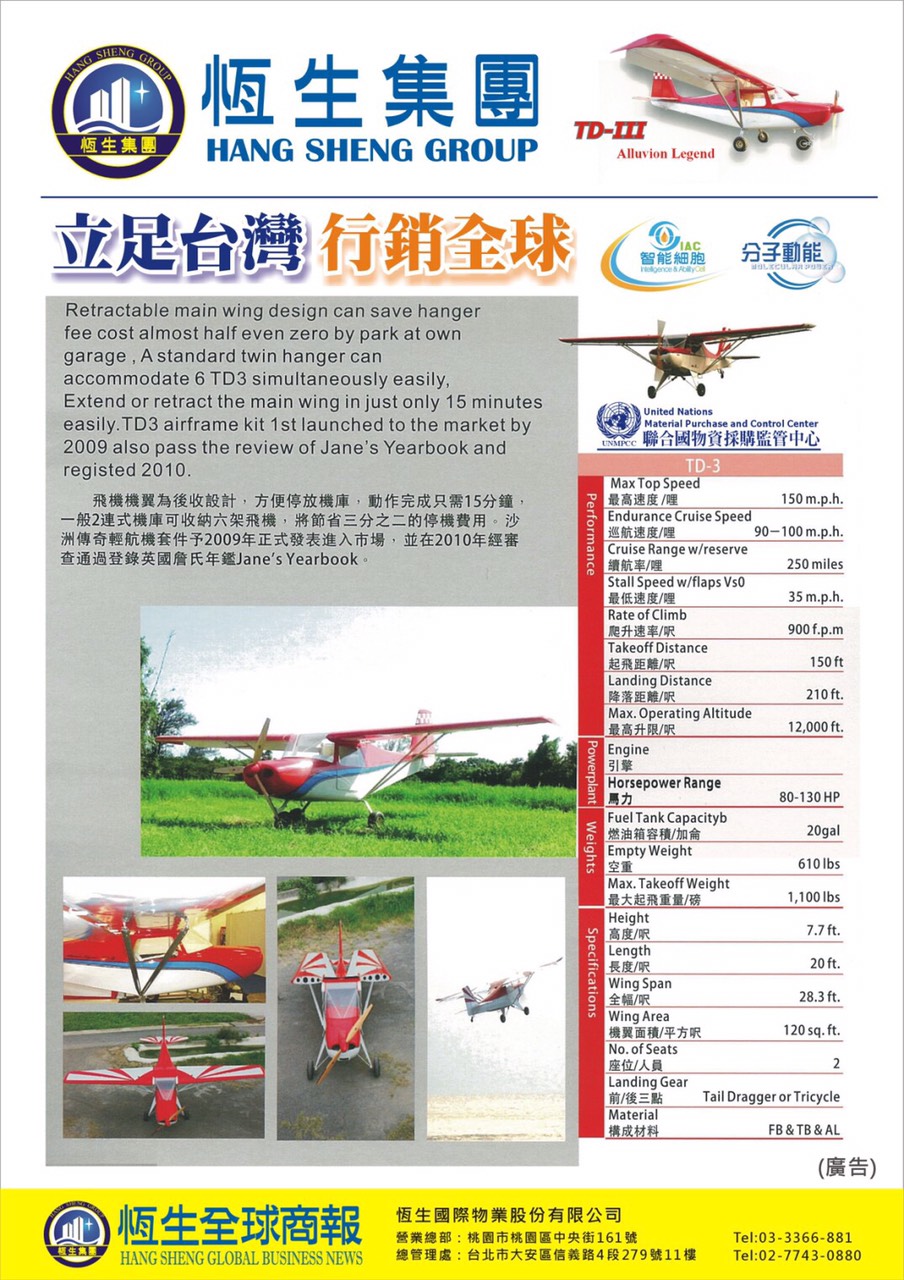 HANG SHENG GROUP
恆生集團
恆生集團
HANG SHENG GROUP
TD-III
Alluvion Legend
立足台灣 行銷全球
IAC
智能細胞
Intelligence & Ability Cell
分子動能
MOLECULAR POWER
Retractable main wing design can save hanger
fee cost almost half even zero by park at own
garage , A standard twin hanger can
accommodate 6 TD3 simultaneously easily,
Extend or retract the main wing in just only 15 minutes
easily.TD3 airframe kit 1st launched to the market by
2009 also pass the review of Jane's Yearbook and
registed 2010.
飛機機翼為後收設計，方便停放機庫，動作完成只需15分鐘，
一般2連式機庫可收納六架飛機，將節省三分之二的停機費用。沙
洲傳奇輕航機套件予2009年正式發表進入市場，並在2010年經審
查通過登錄英國詹氏年鑑Jane's Yearbook。
UNMPCC
United Nations
Material Purchase and Control Center
聯合國物資採購監管中心
TD-3
Performance
Max Top Speed
最高速度/哩 150 m.p.h.
Endurance Cruise Speed
巡航速度/哩 90－100 m.p.h.
Cruise Range w/reserve
續航率/哩 250 miles
Stall Speed w/flaps Vs0
最低速度/哩 35 m.p.h.
Rate of Climb
爬升速率/呎 900 f.p.m
Takeoff Distance
起飛距離/呎 150 ft
Landing Distance
降落距離/呎 210 ft.
Max. Operating Altitude
最高升限/呎 12,000 ft.
Powerplant
Engine
引擎
Horsepower Range
馬力 80-130 HP
Weights
Fuel Tank Capacityb
燃油箱容積/加侖 20gal
Empty Weight
空重 610 lbs
Max. Takeoff Weight
最大起飛重量/磅 1,100 lbs
Specifications
Height
高度/呎 7.7 ft.
Length
長度/呎 20 ft.
Wing Span
全幅/呎 28.3 ft.
Wing Area
機翼面積/平方呎 120 sq. ft.
No. of Seats
座位/人員 2
Landing Gear
前/後三點 Tail Dragger or Tricycle
Material
構成材料 FB & TB & AL
(廣告)
HANG SHENG GROUP
恆生集團
恆生全球商報
HANG SHENG GLOBAL BUSINESS NEWS
恆生國際物業股份有限公司
營業總部：桃園市桃園區中央街161號 Tel:03-3366-881
總管理處：台北市大安區信義路4段279號11樓 Tel:02-7743-0880